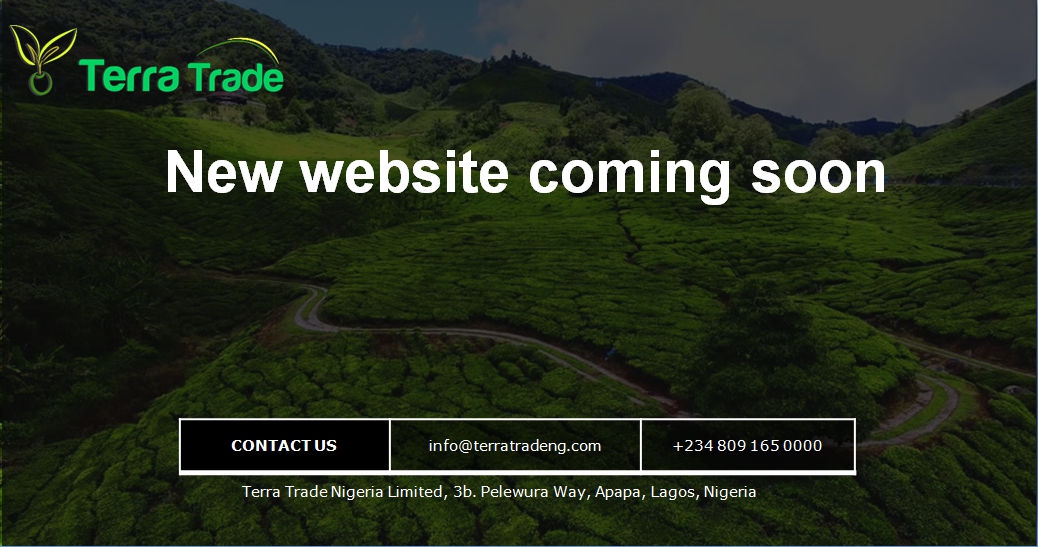 Terra Trade
New website coming soon
CONTACT US
info@terratradeng.com
+234 809 165 0000
Terra Trade Nigeria Limited, 3b. Pelewura Way, Apapa, Lagos, Nigeria